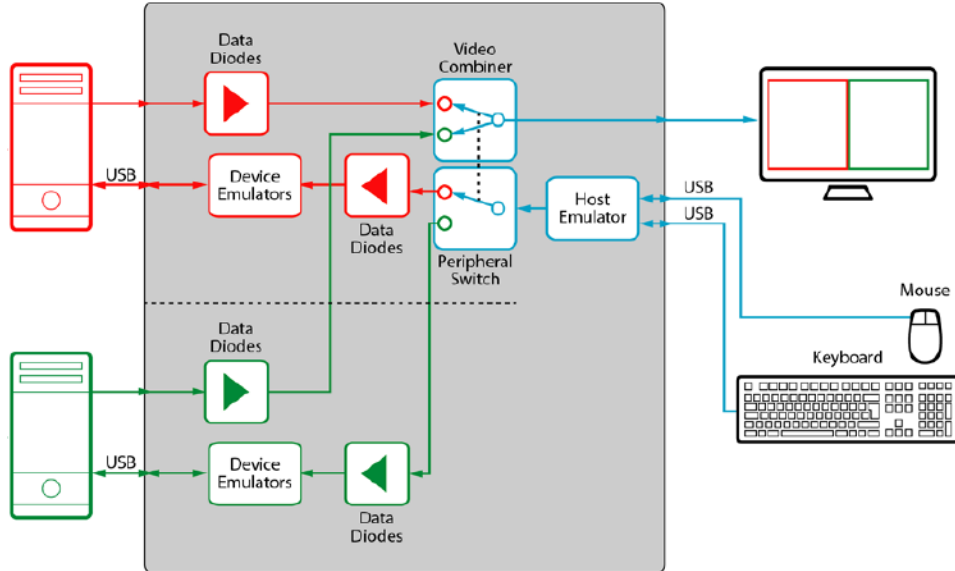 Data
Diodes
Video
Combiner
USB
Device
Emulators
Data
Diodes
Host
Emulator
USB
USB
Peripheral
Switch
Mouse
Data
Diodes
Keyboard
USB
Device
Emulators
Data
Diodes